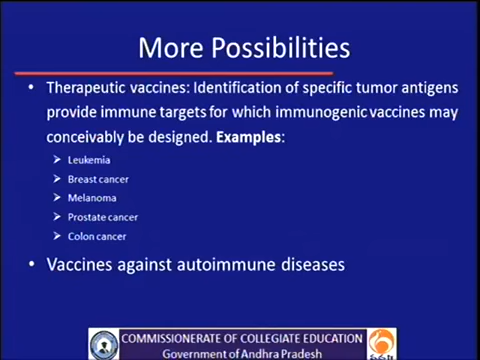 More Possibilities
• Therapeutic vaccines: Identification of specific tumor antigens
provide immune targets for which immunogenic vaccines may
conceivably be designed. Examples:
➢ Leukemia
➢ Breast cancer
➢ Melanoma
➢ Prostate cancer
➢ Colon cancer
• Vaccines against autoimmune diseases
COMMISSIONERATE OF COLLEGIATE EDUCATION
Government of Andhra Pradesh